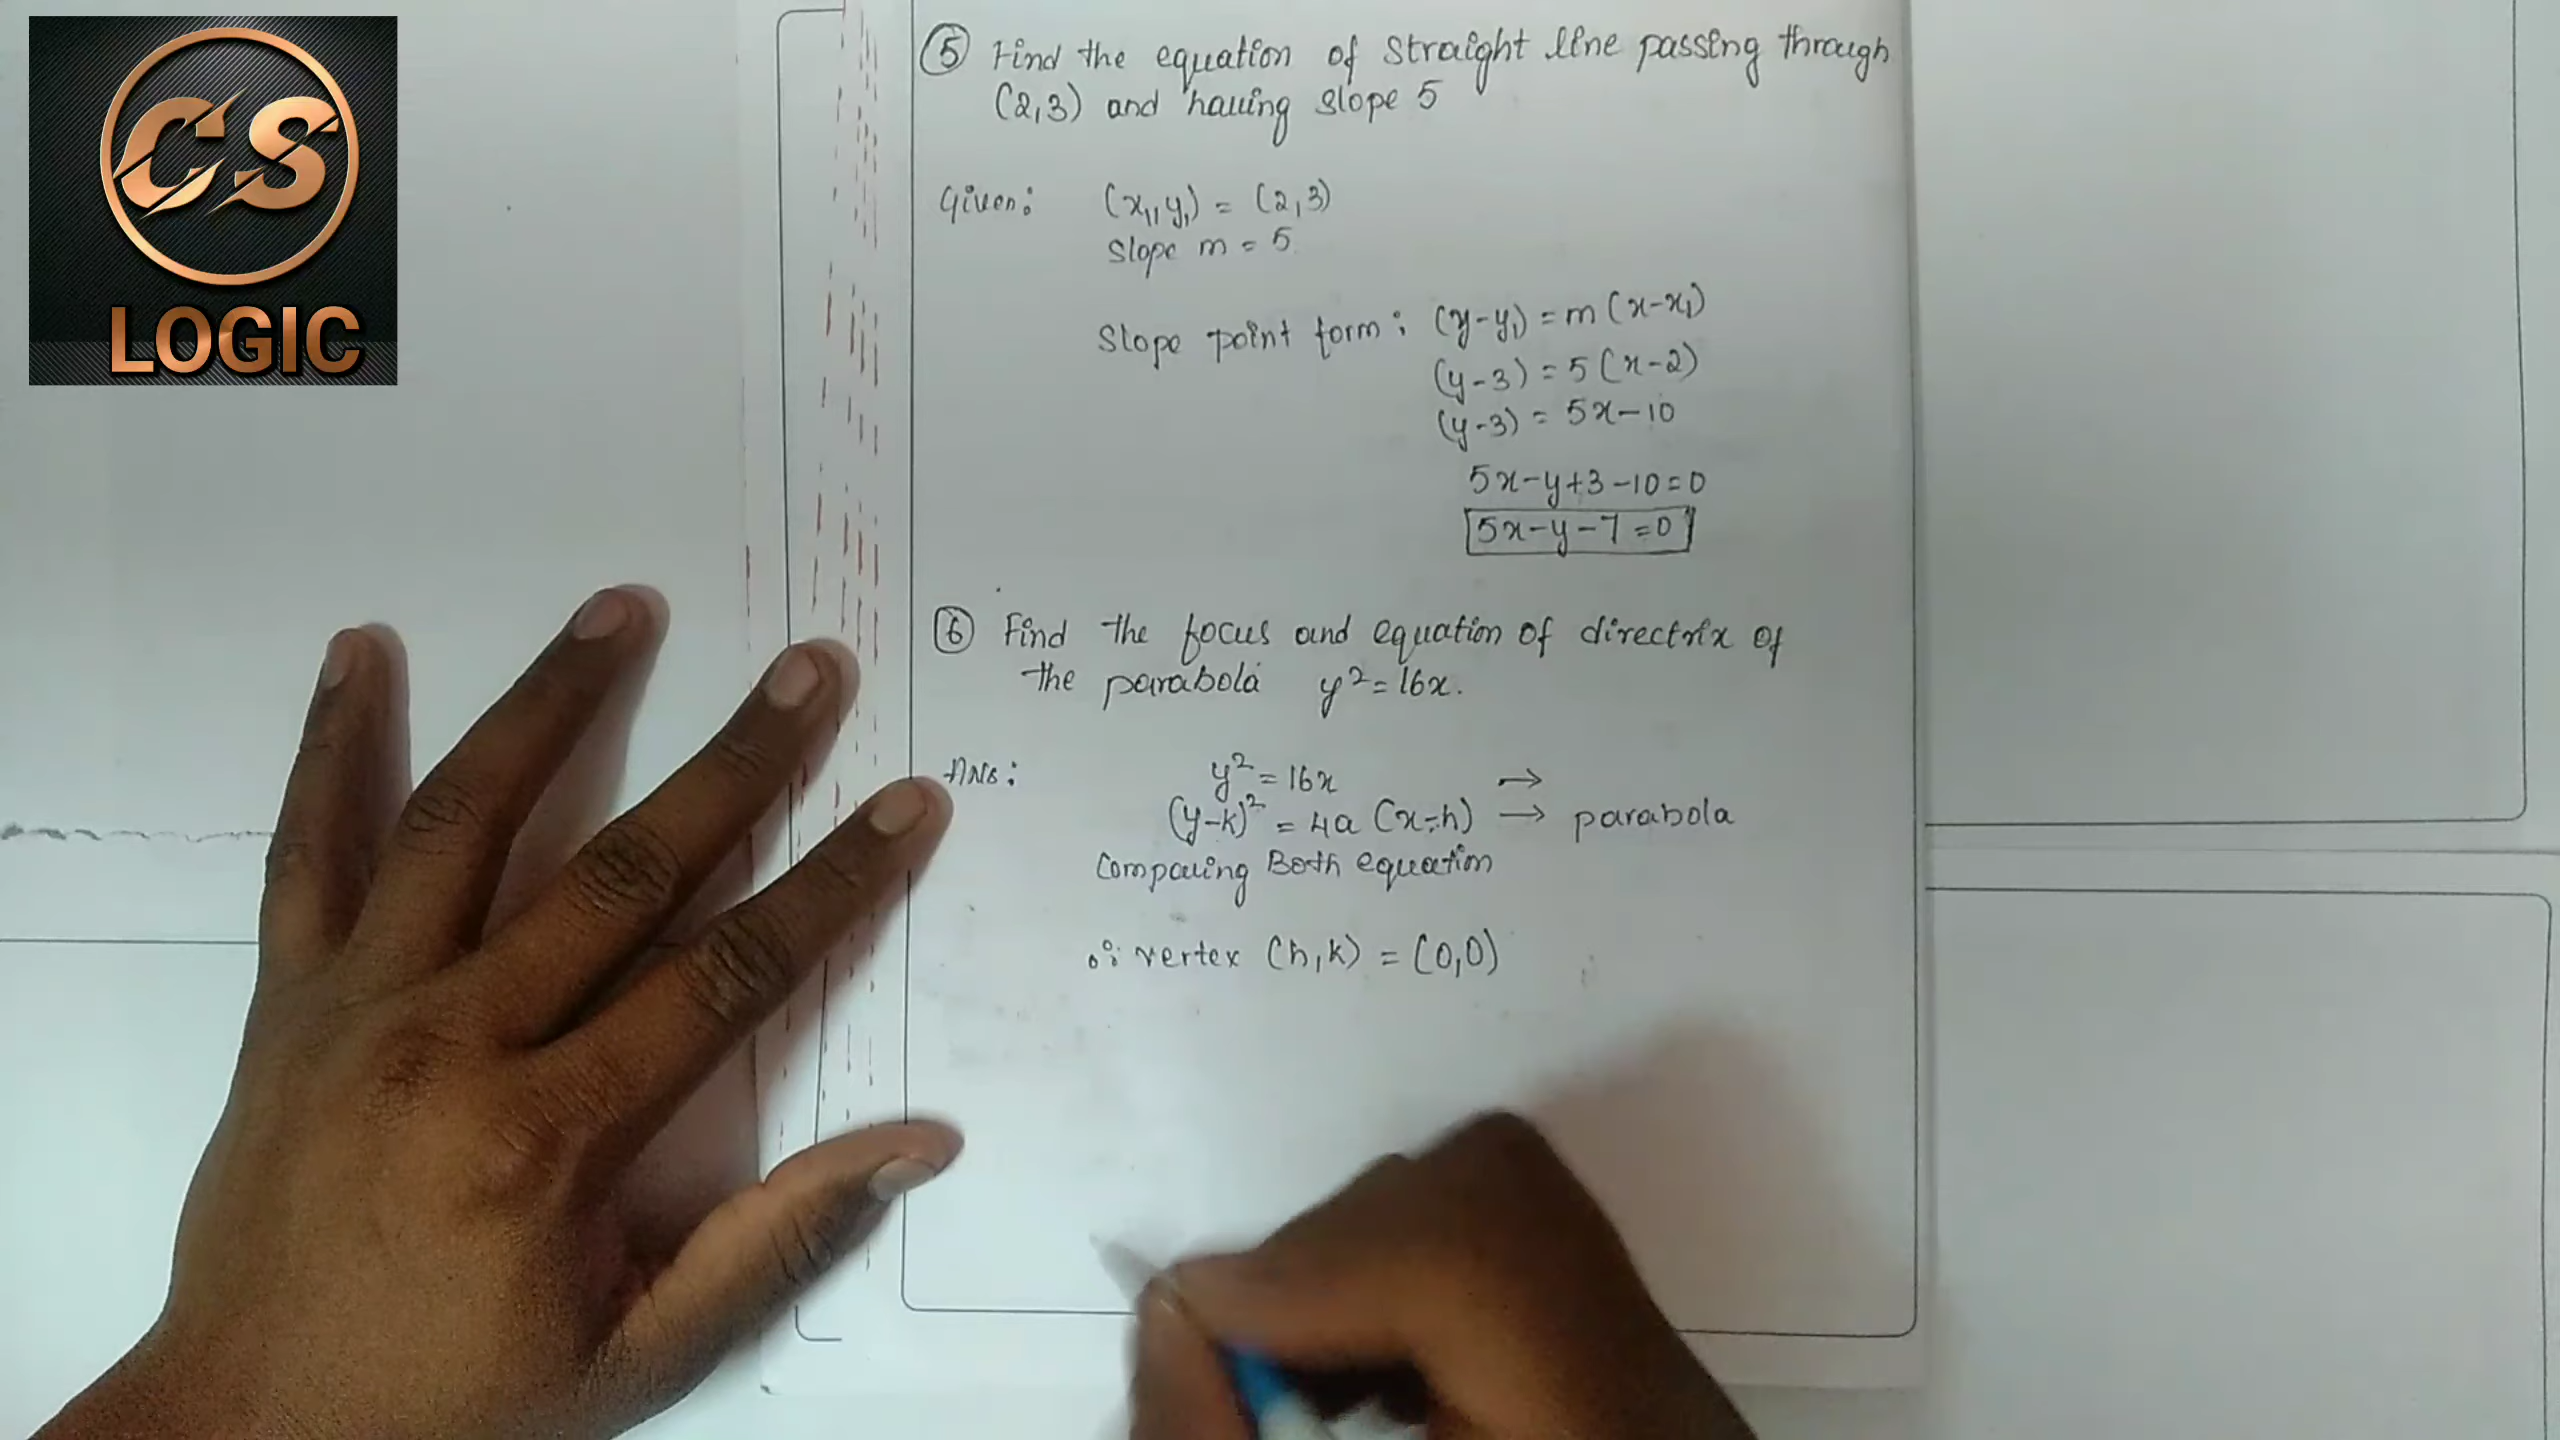 CS
LOGIC
⑤ Find the equation of straight line passing through
(2,3) and having slope 5
Given: (x₁, y₁) = (2,3)
Slope m = 5
Slope point form: (y-y₁) = m (x-x₁)
(y-3) = 5 (x-2)
(y-3) = 5x-10
5x-y+3-10=0
5x-y-7=0
⑥ Find the focus and equation of directrix of
the parabola y² = 16x.
Ans: y² = 16x →
(y-k)² = 4a (x-h) → parabola
Comparing Both equation
∴ vertex (h,k) = (0,0)